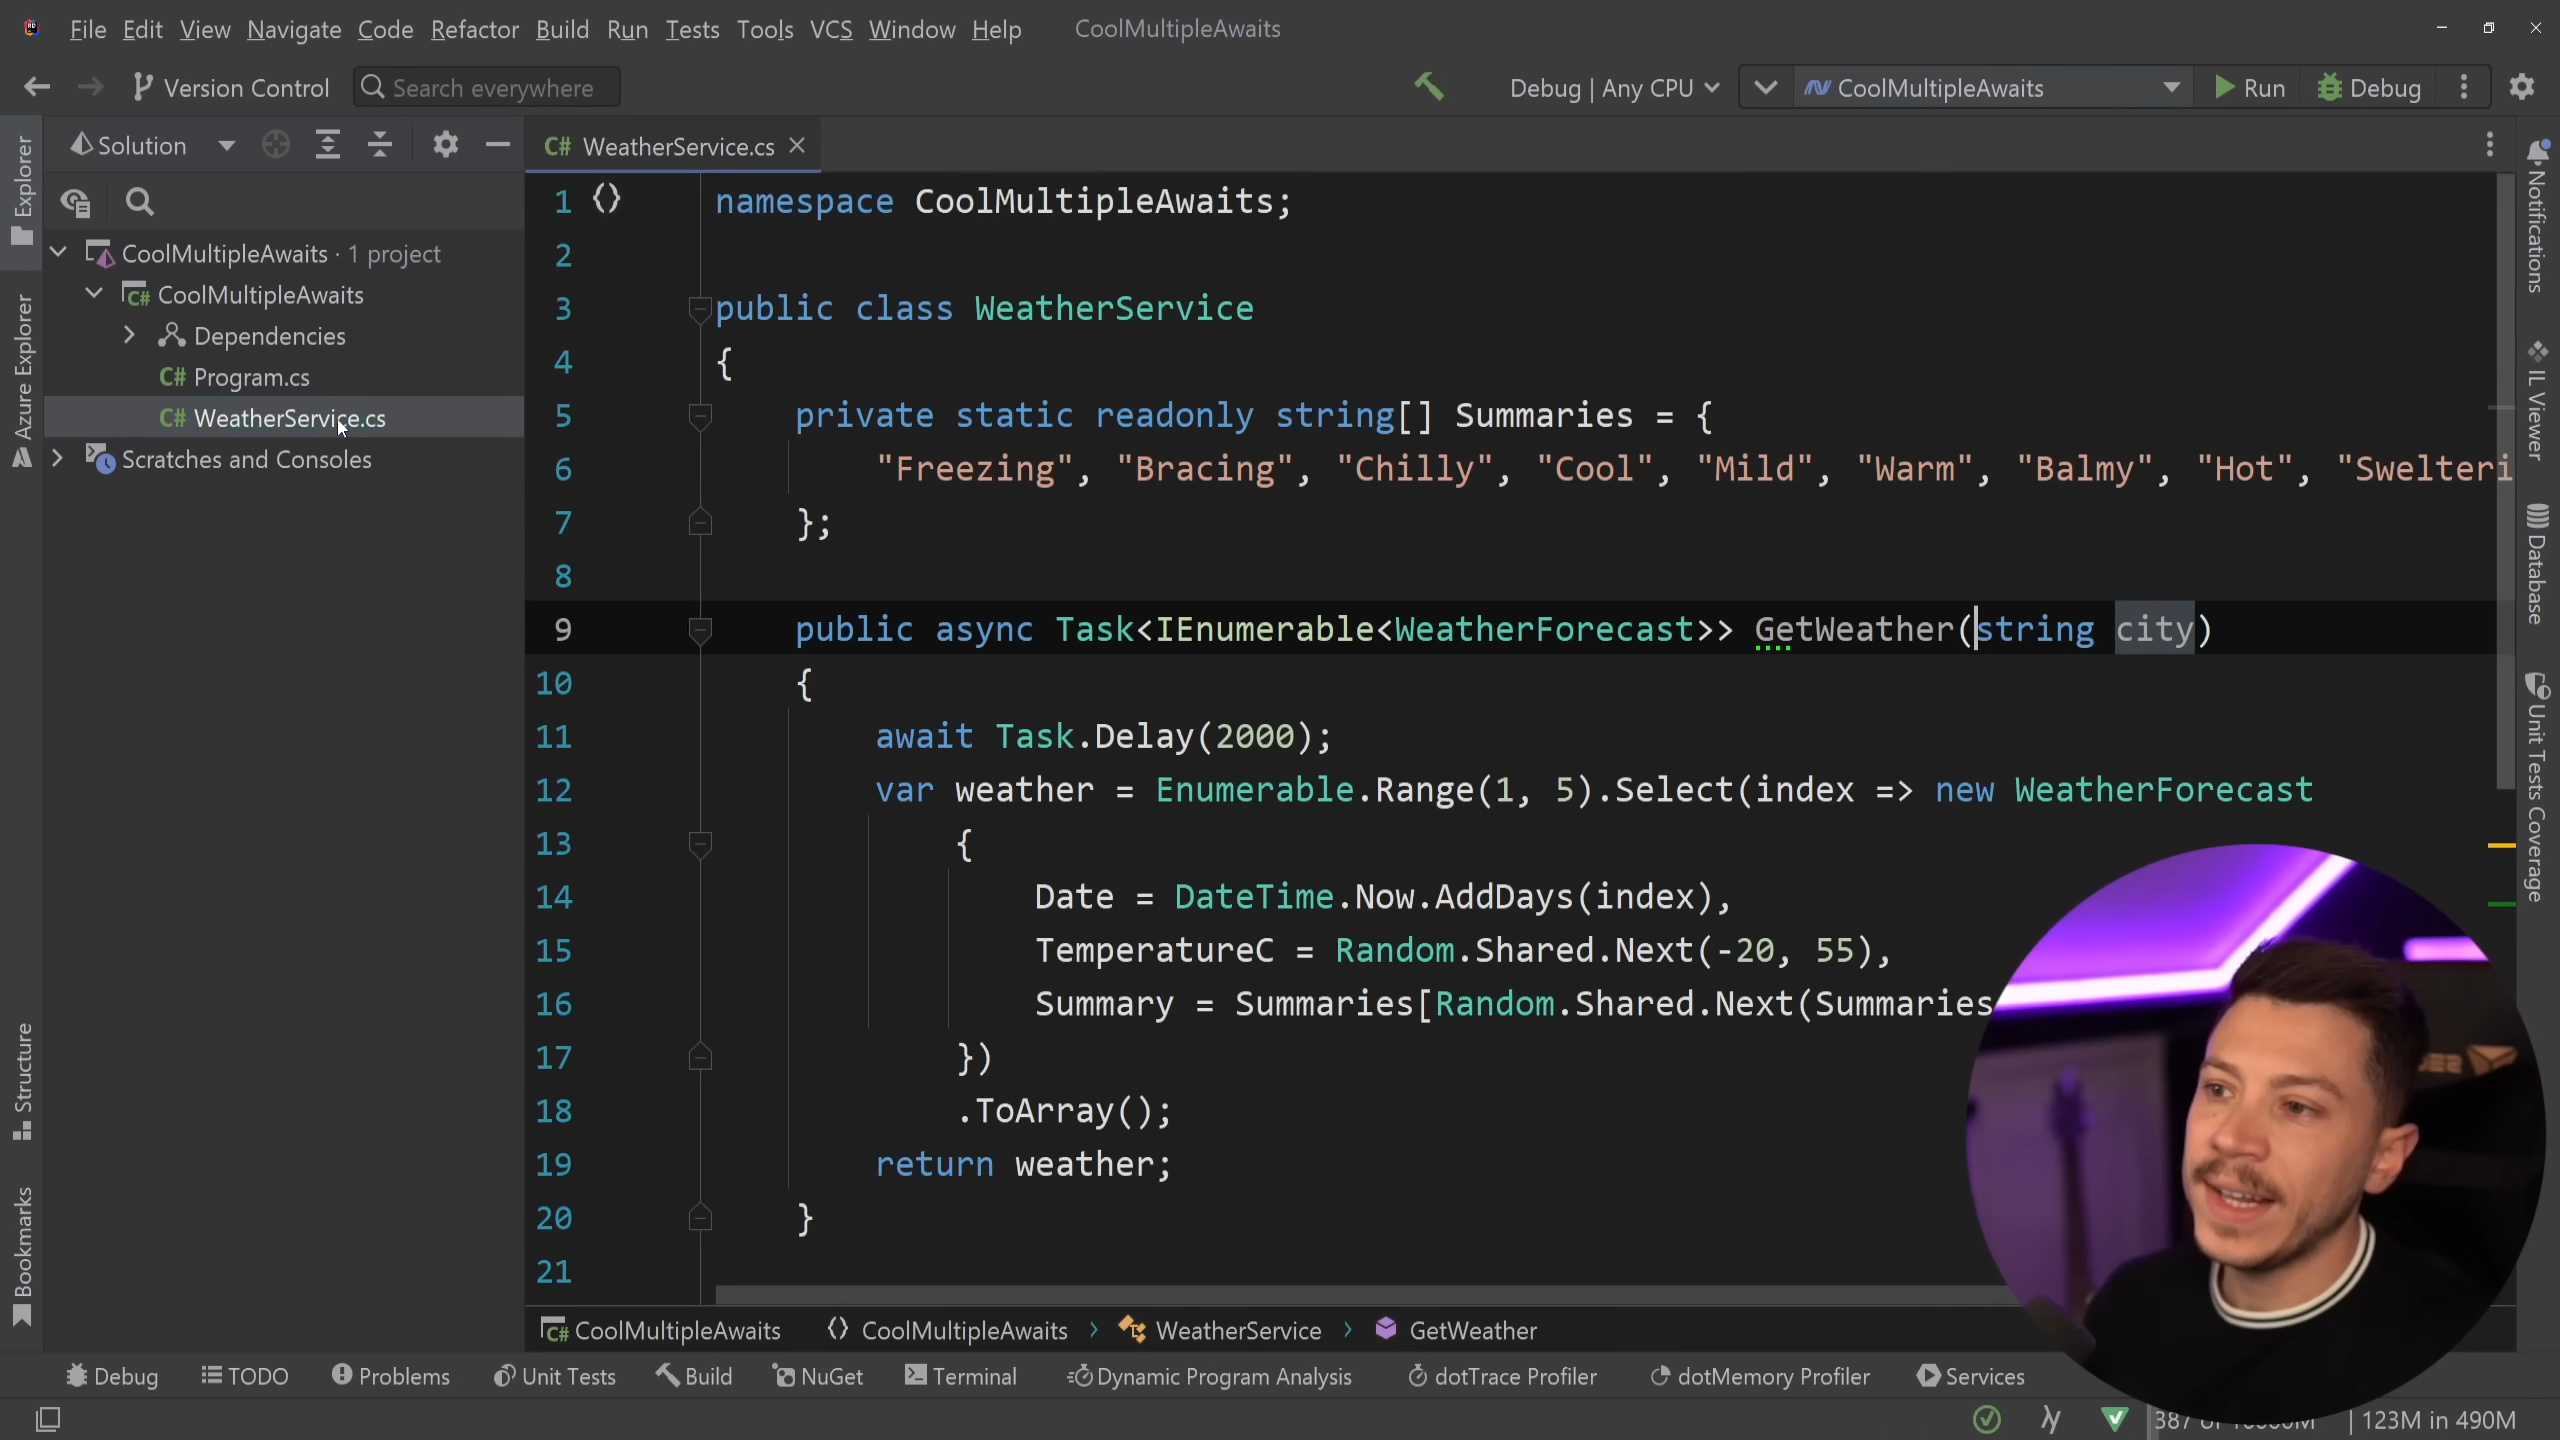 File Edit View Navigate Code Refactor Build Run Tests Tools VCS Window Help CoolMultipleAwaits
Version Control Search everywhere Debug | Any CPU CoolMultipleAwaits Run Debug
Explorer
Azure Explorer
Structure
Bookmarks
Solution
CoolMultipleAwaits · 1 project
C# CoolMultipleAwaits
Dependencies
C# Program.cs
C# WeatherService.cs
Scratches and Consoles
C# WeatherService.cs
1 namespace CoolMultipleAwaits;
2
3 public class WeatherService
4 {
5 private static readonly string[] Summaries = {
6 "Freezing", "Bracing", "Chilly", "Cool", "Mild", "Warm", "Balmy", "Hot", "Swelteri
7 };
8
9 public async Task<IEnumerable<WeatherForecast>> GetWeather(string city)
10 {
11 await Task.Delay(2000);
12 var weather = Enumerable.Range(1, 5).Select(index => new WeatherForecast
13 {
14 Date = DateTime.Now.AddDays(index),
15 TemperatureC = Random.Shared.Next(-20, 55),
16 Summary = Summaries[Random.Shared.Next(Summaries
17 })
18 .ToArray();
19 return weather;
20 }
21
Notifications
IL Viewer
Database
Unit Tests Coverage
C# CoolMultipleAwaits CoolMultipleAwaits WeatherService GetWeather
Debug TODO Problems Unit Tests Build NuGet Terminal Dynamic Program Analysis dotTrace Profiler dotMemory Profiler Services
387 | 123M in 490M